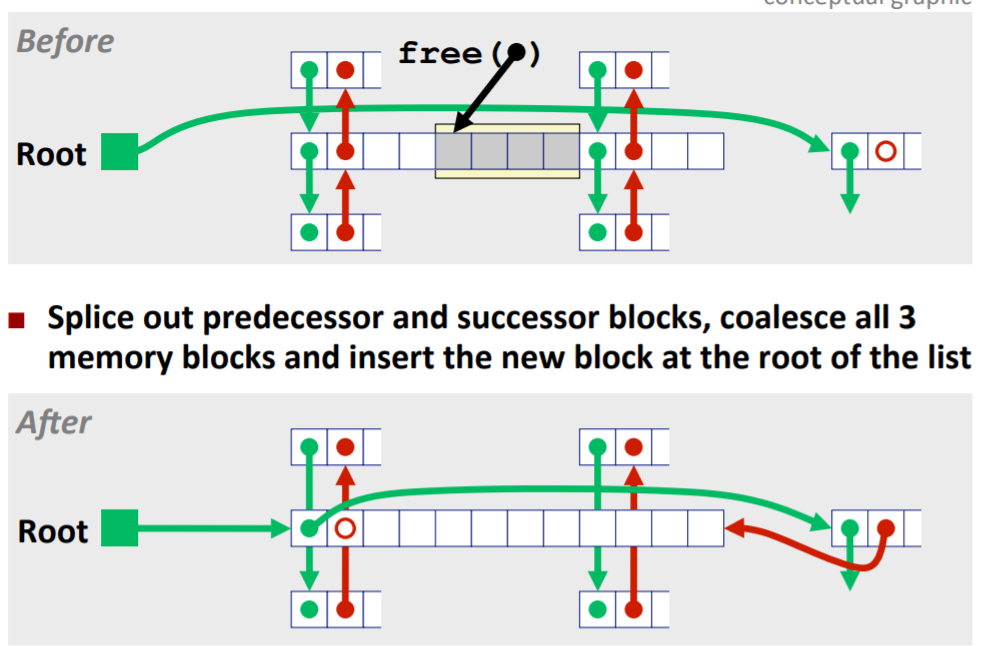 conceptual graphic
Before
free( )
Root
Splice out predecessor and successor blocks, coalesce all 3
memory blocks and insert the new block at the root of the list
After
Root